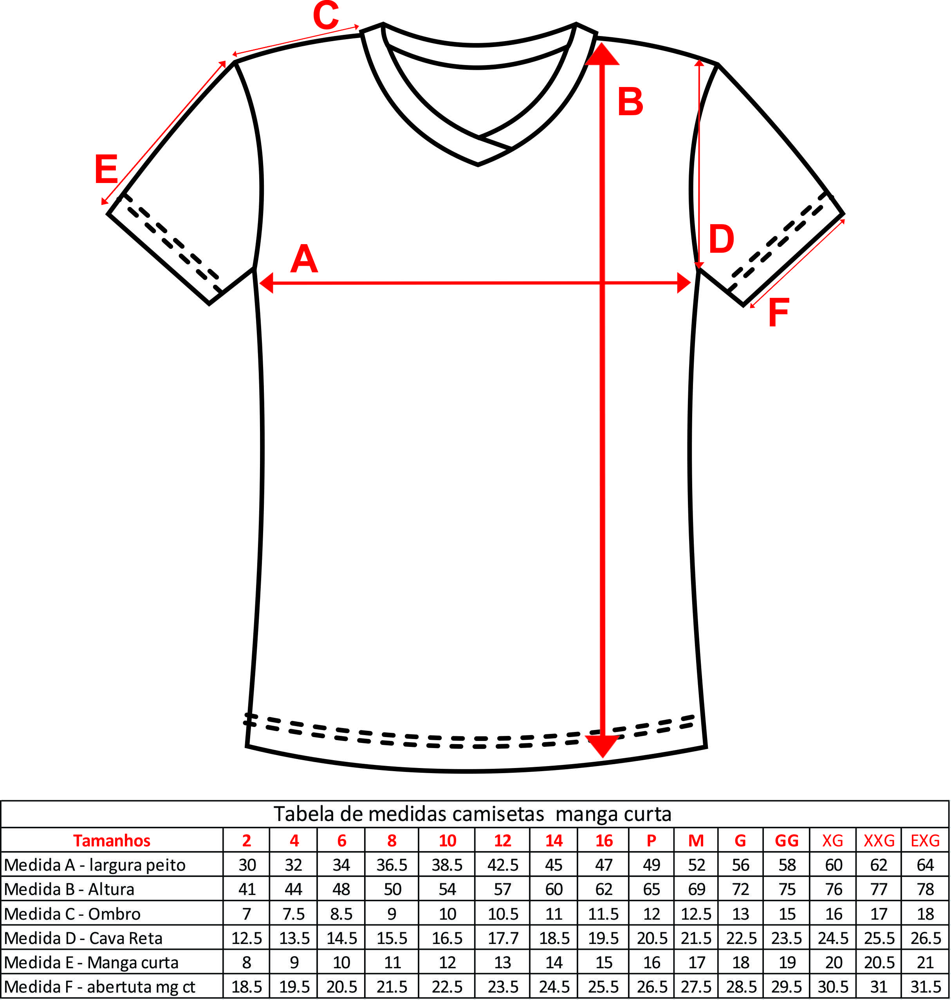 C
B
E
D
A
F
Tabela de medidas camisetas  manga curta
Tamanhos 2 4 6 8 10 12 14 16 P M G GG XG XXG EXG
Medida A - largura peito 30 32 34 36.5 38.5 42.5 45 47 49 52 56 58 60 62 64
Medida B - Altura 41 44 48 50 54 57 60 62 65 69 72 75 76 77 78
Medida C - Ombro 7 7.5 8.5 9 10 10.5 11 11.5 12 12.5 13 15 16 17 18
Medida D - Cava Reta 12.5 13.5 14.5 15.5 16.5 17.7 18.5 19.5 20.5 21.5 22.5 23.5 24.5 25.5 26.5
Medida E - Manga curta 8 9 10 11 12 13 14 15 16 17 18 19 20 20.5 21
Medida F - abertuta mg ct 18.5 19.5 20.5 21.5 22.5 23.5 24.5 25.5 26.5 27.5 28.5 29.5 30.5 31 31.5